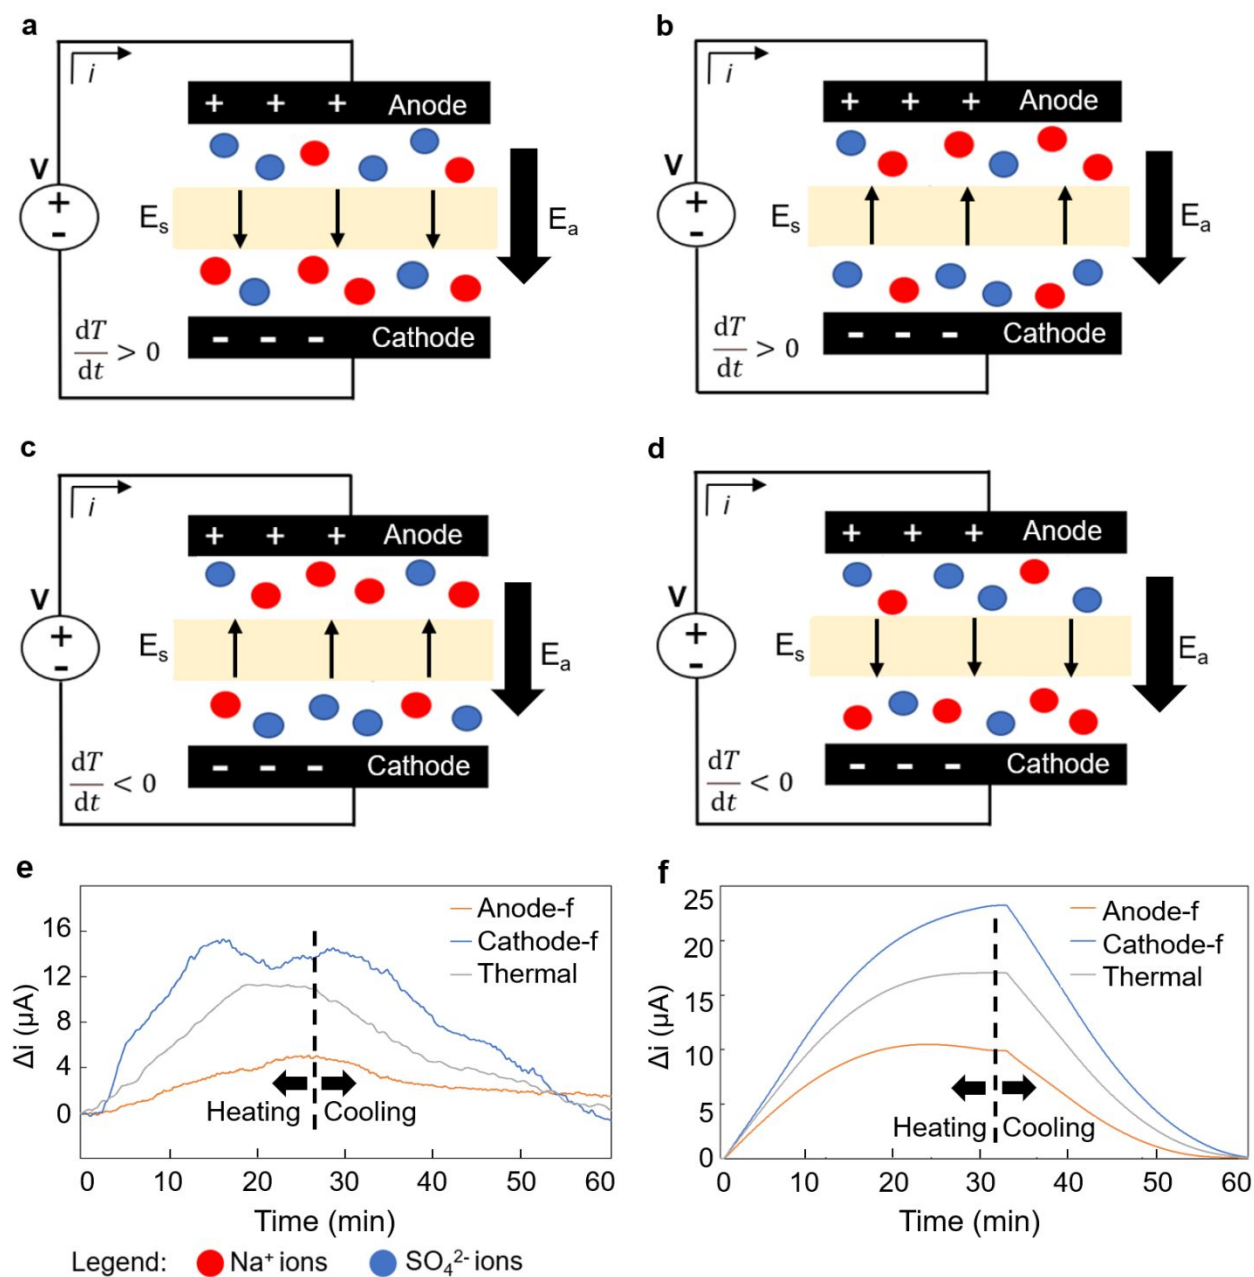 a
i
+ + + Anode
V
+
-
Es
Ea
- - - Cathode
dT/dt > 0
b
i
+ + + Anode
V
+
-
Es
Ea
- - - Cathode
dT/dt > 0
c
i
+ + + Anode
V
+
-
Es
Ea
- - - Cathode
dT/dt < 0
d
i
+ + + Anode
V
+
-
Es
Ea
- - - Cathode
dT/dt < 0
e
Anode-f
Cathode-f
Thermal
16
12
8
4
0
Δi (μA)
Heating Cooling
0 10 20 30 40 50 60
Time (min)
f
Anode-f
Cathode-f
Thermal
25
20
15
10
5
0
Δi (μA)
Heating Cooling
0 10 20 30 40 50 60
Time (min)
Legend: Na⁺ ions SO₄²⁻ ions